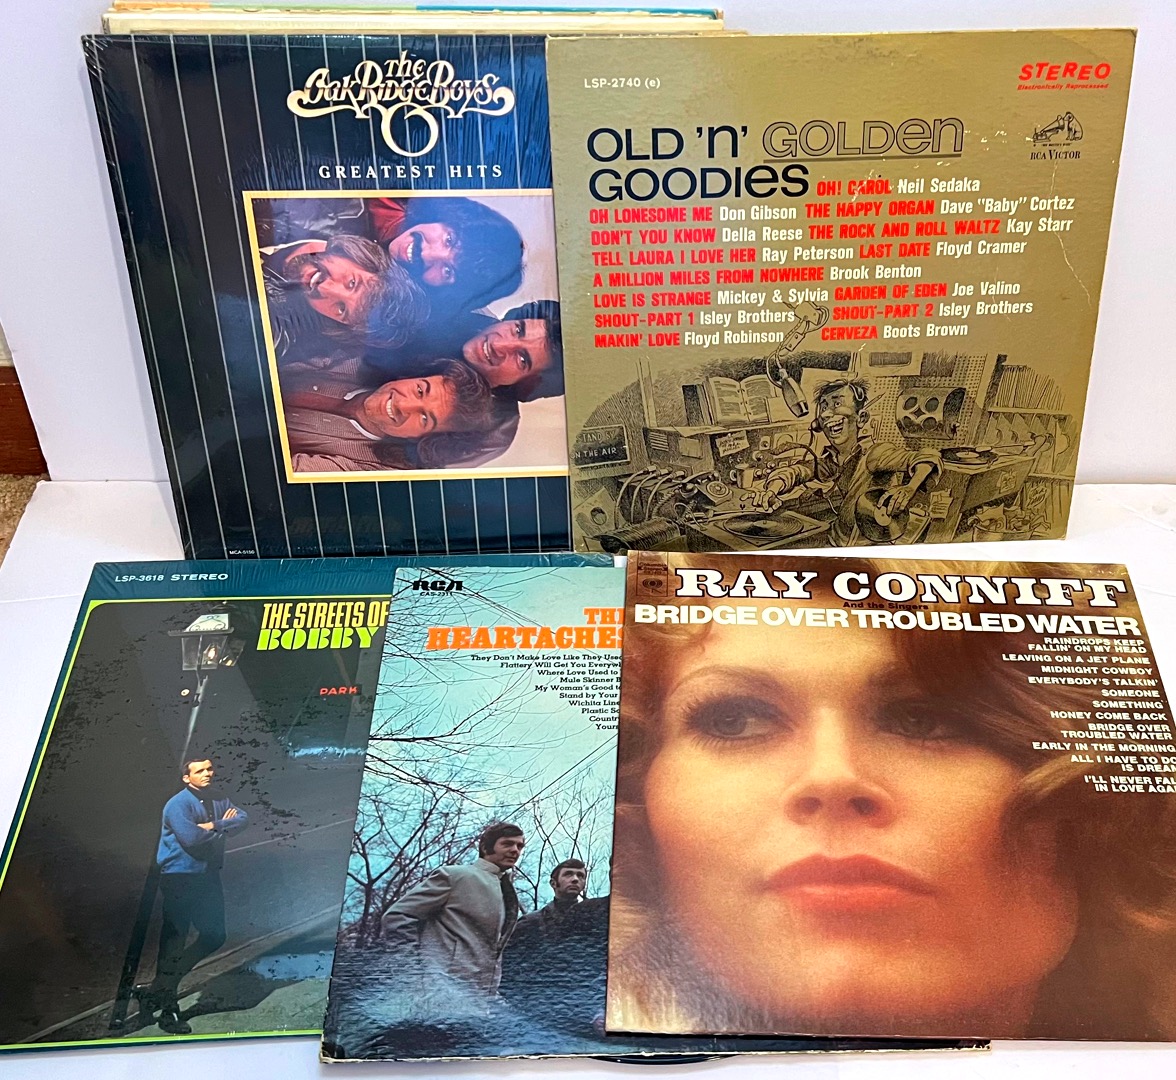 The
Oak Ridge Boys
GREATEST HITS
MCA-5150
LSP-2740 (e)
STEREO
Electronically Reprocessed
RCA VICTOR
OLD 'N' GOLDEN
GOODIES
OH! CAROL Neil Sedaka
OH LONESOME ME Don Gibson THE HAPPY ORGAN Dave "Baby" Cortez
DON'T YOU KNOW Della Reese THE ROCK AND ROLL WALTZ Kay Starr
TELL LAURA I LOVE HER Ray Peterson LAST DATE Floyd Cramer
A MILLION MILES FROM NOWHERE Brook Benton
LOVE IS STRANGE Mickey & Sylvia GARDEN OF EDEN Joe Valino
SHOUT-PART 1 Isley Brothers SHOUT-PART 2 Isley Brothers
MAKIN' LOVE Floyd Robinson CERVEZA Boots Brown
ON THE AIR
LSP-3618 STEREO
THE STREETS OF
BOBBY
PARK
RCA
CAS-2311
THE
HEARTACHES
They Don't Make Love Like They Used
Flattery Will Get You Everywh
Where Love Used to
Mule Skinner B
My Woman's Good to
Stand by Your
Wichita Line
Plastic Sa
Country
Yours
RAY CONNIFF
And the Singers
BRIDGE OVER TROUBLED WATER
RAINDROPS KEEP
FALLIN' ON MY HEAD
LEAVING ON A JET PLANE
MIDNIGHT COWBOY
EVERYBODY'S TALKIN'
SOMEONE
SOMETHING
HONEY COME BACK
BRIDGE OVER
TROUBLED WATER
EARLY IN THE MORNING
ALL I HAVE TO DO
IS DREAM
I'LL NEVER FAL
IN LOVE AGAI